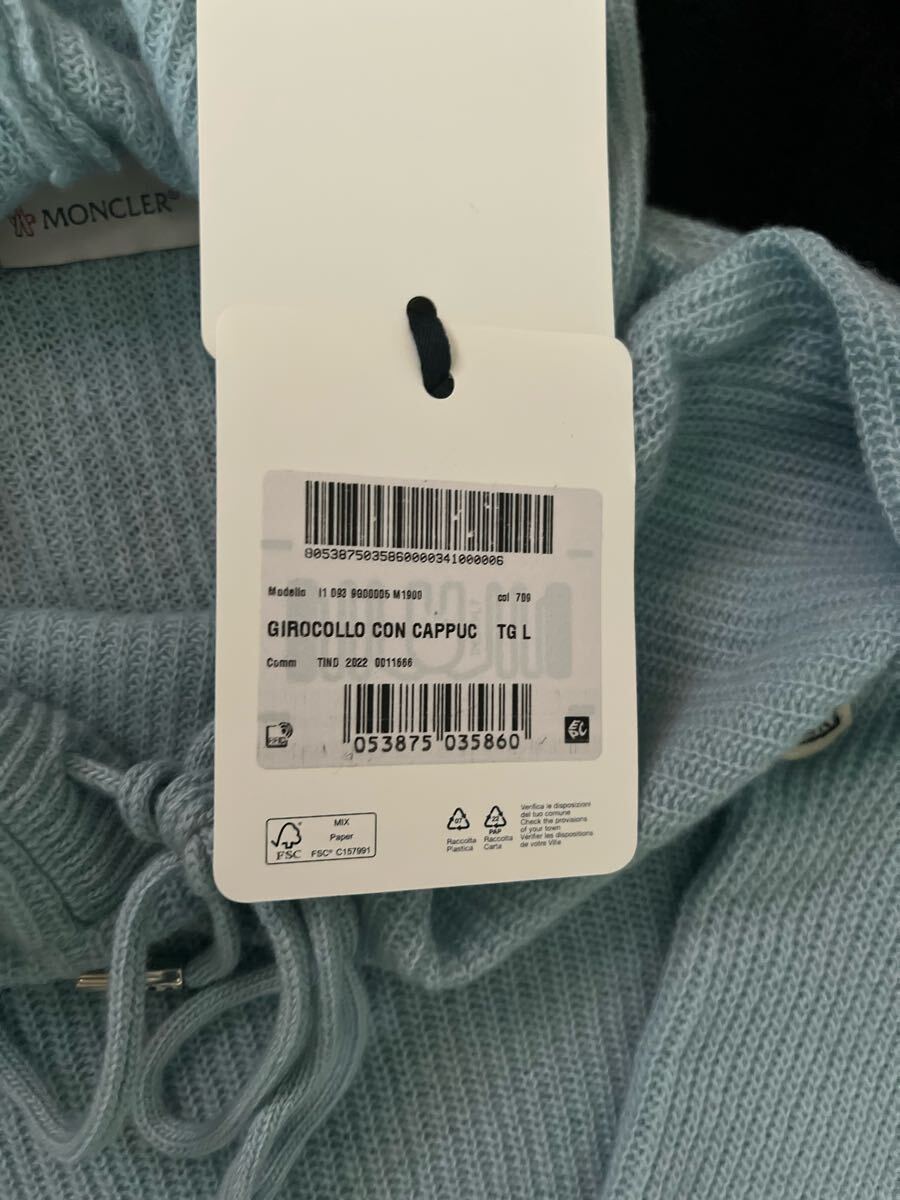 MONCLER
8053875035860000341000006
Modello I1 093 9G00005 M1900 col 709
GIROCOLLO CON CAPPUC TG L
Comm TIND 2022 0011666
053875 035860
MIX
Paper
FSC
FSC® C157991
07
Raccolta
Plastica
22
PAP
Raccolta
Carta
Verifica le disposizioni
del tuo comune
Check the provisions
of your town
Vérifier les dispositions
de votre Ville